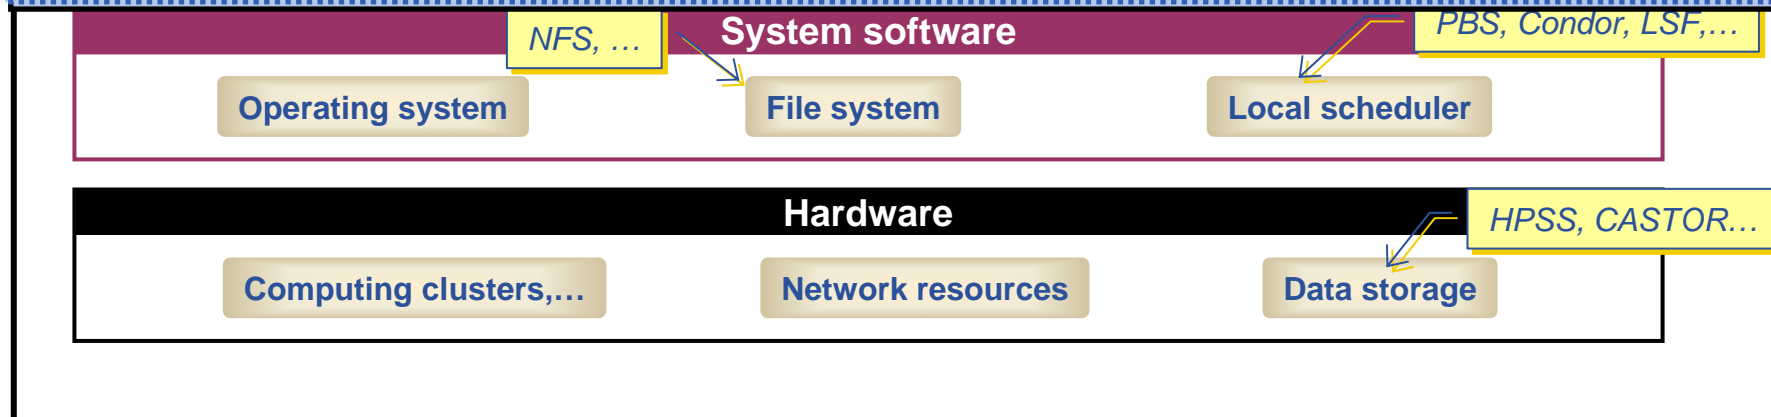 NFS, …
System software
PBS, Condor, LSF,…
Operating system
File system
Local scheduler
Hardware
HPSS, CASTOR…
Computing clusters,…
Network resources
Data storage